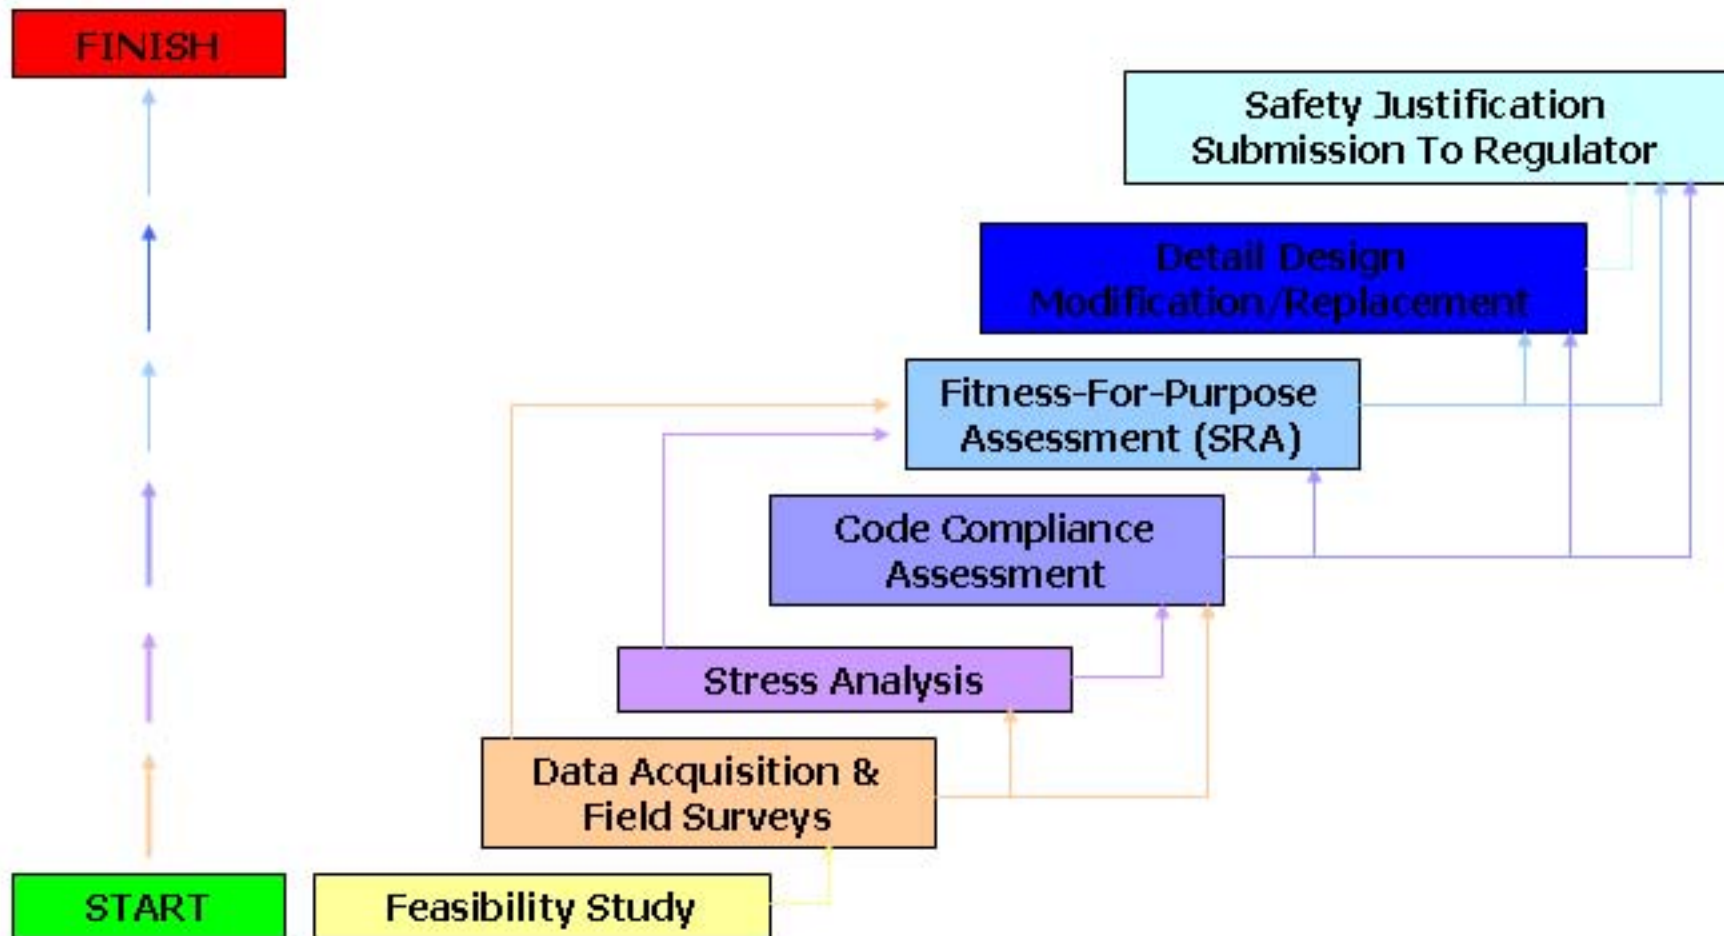 FINISH
Safety Justification
Submission To Regulator
Detail Design
Modification/Replacement
Fitness-For-Purpose
Assessment (SRA)
Code Compliance
Assessment
Stress Analysis
Data Acquisition &
Field Surveys
START
Feasibility Study